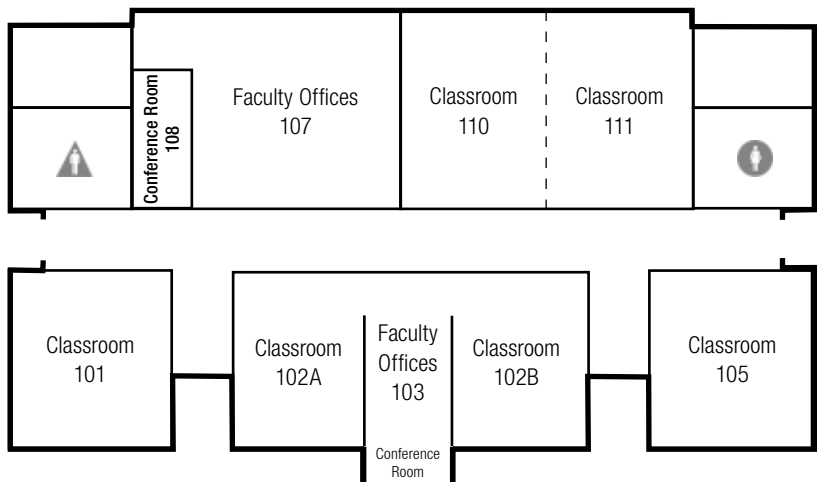 Conference Room
108
Faculty Offices
107
Classroom
110
Classroom
111
Classroom
101
Classroom
102A
Faculty
Offices
103
Classroom
102B
Classroom
105
Conference
Room